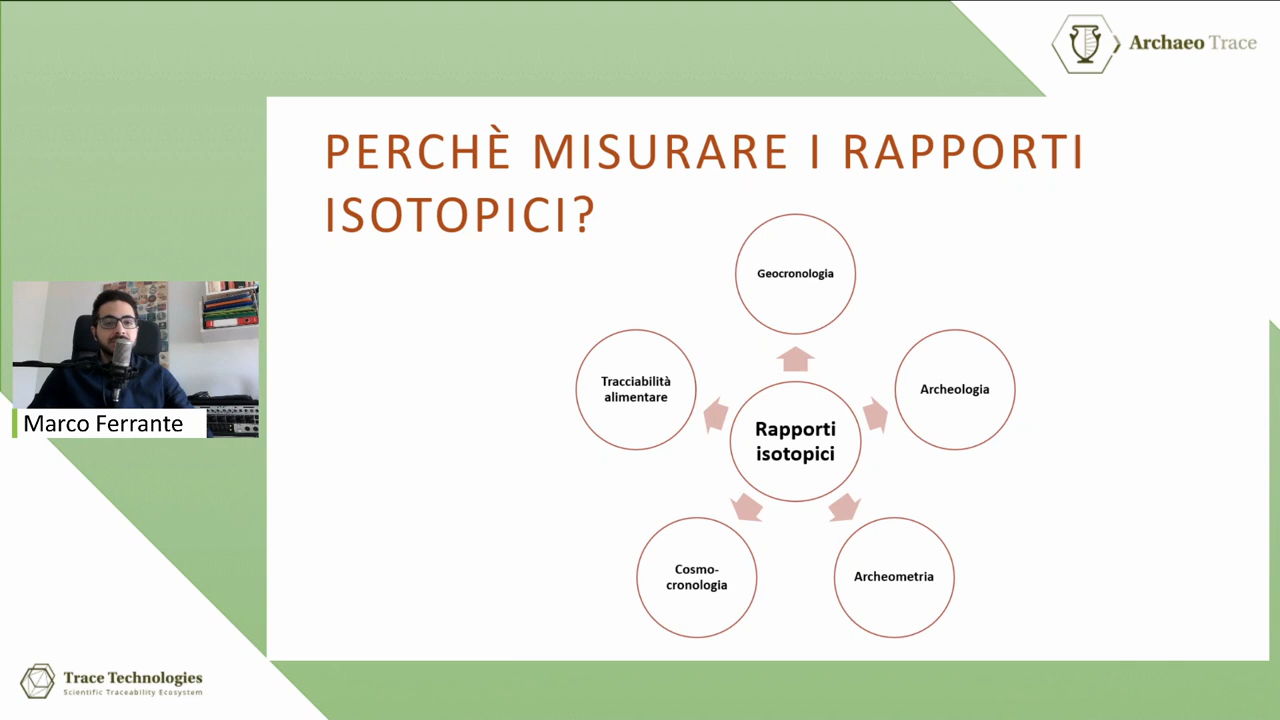 Archaeo Trace
PERCHÈ MISURARE I RAPPORTI
ISOTOPICI?
Geocronologia
Tracciabilità
alimentare
Archeologia
Rapporti
isotopici
Cosmo-
cronologia
Archeometria
Marco Ferrante
Trace Technologies
Scientific Traceability Ecosystem